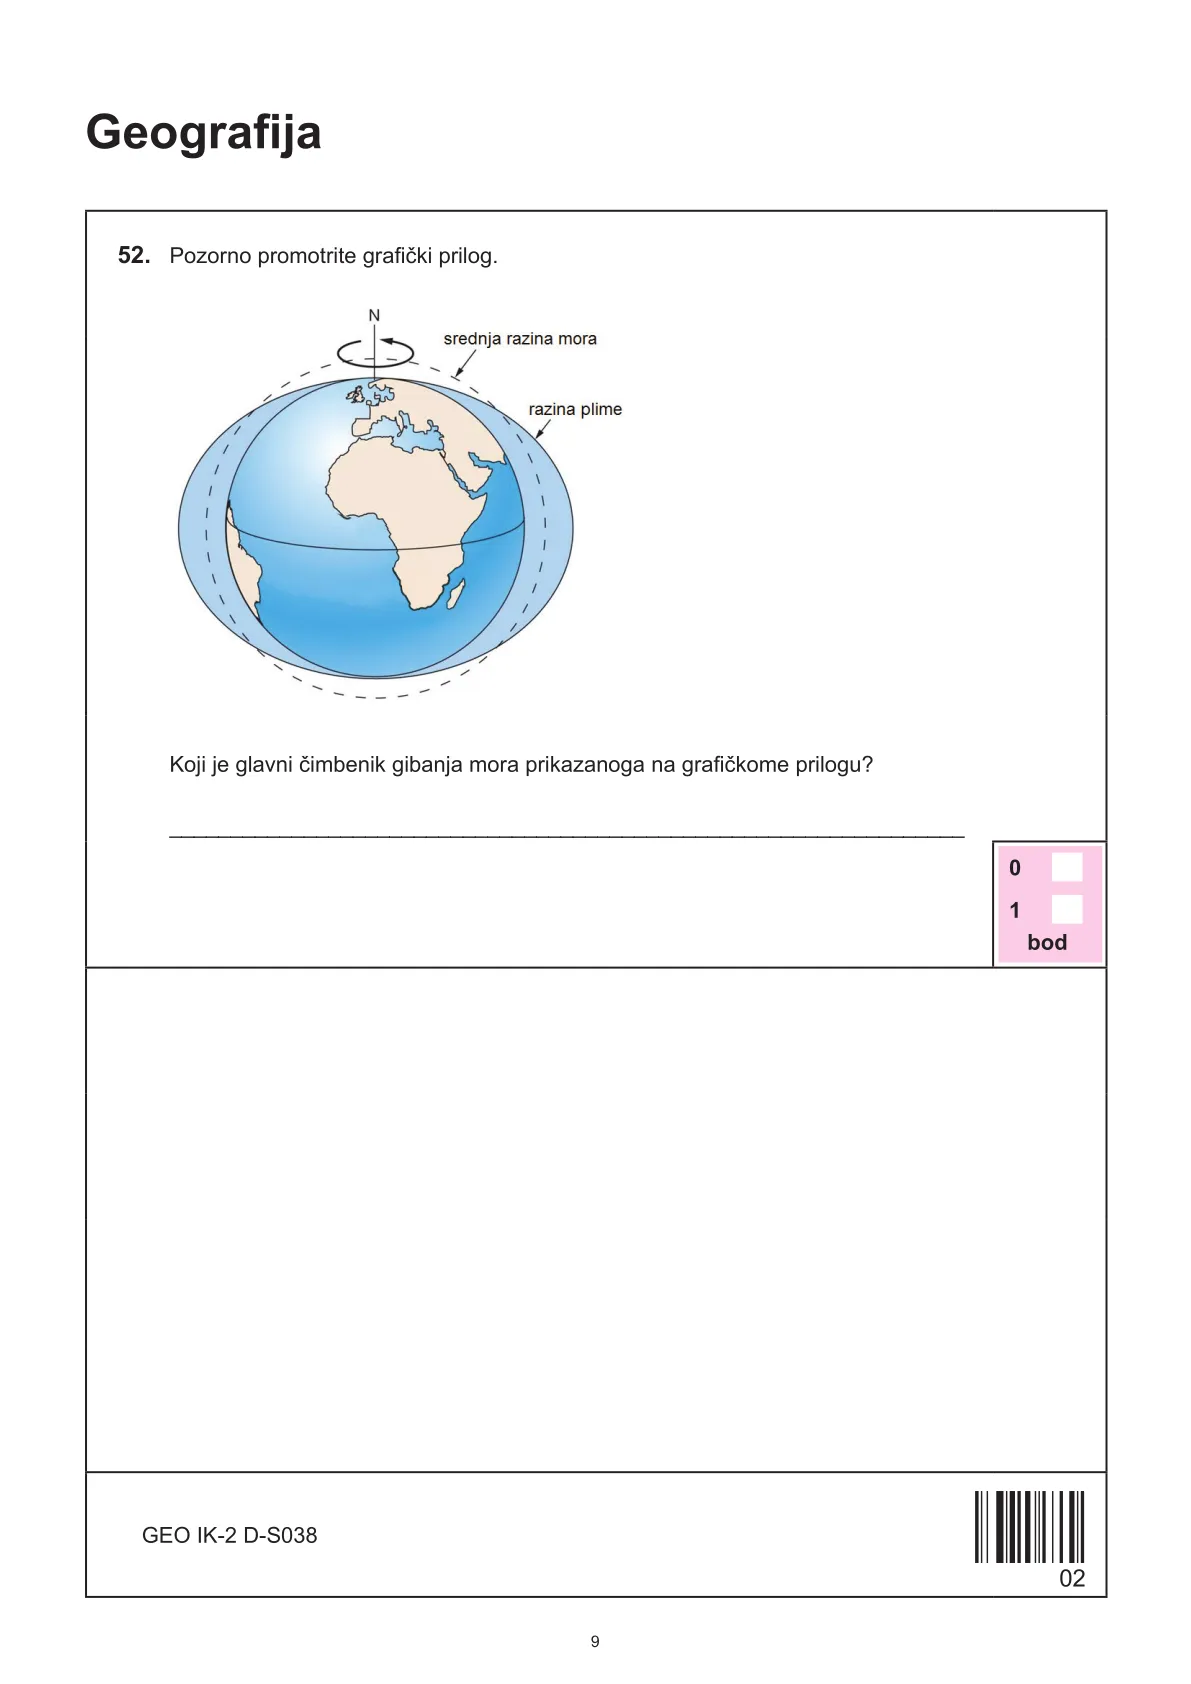 Geografija
52. Pozorno promotrite grafički prilog.
N
srednja razina mora
razina plime
Koji je glavni čimbenik gibanja mora prikazanoga na grafičkome prilogu?
0
1
bod
GEO IK-2 D-S038
02
9